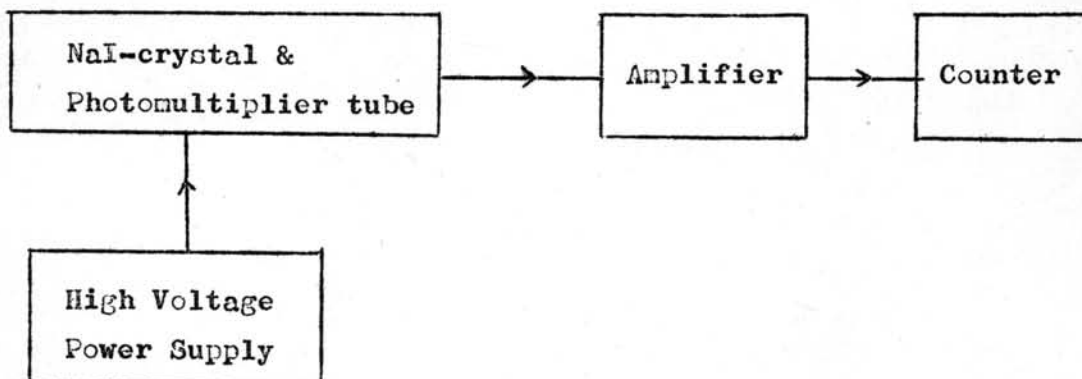 NaI-crystal &
Photomultiplier tube
Amplifier
Counter
High Voltage
Power Supply